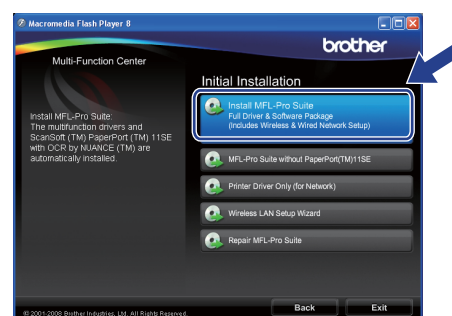 Macromedia Flash Player 8
brother
Multi-Function Center
Initial Installation
Install MFL-Pro Suite:
The multifunction drivers and
ScanSoft (TM) PaperPort (TM) 11SE
with OCR by NUANCE (TM) are
automatically installed.
Install MFL-Pro Suite
Full Driver & Software Package
(Includes Wireless & Wired Network Setup)
MFL-Pro Suite without PaperPort(TM)11SE
Printer Driver Only (for Network)
Wireless LAN Setup Wizard
Repair MFL-Pro Suite
© 2001-2008 Brother Industries, Ltd. All Rights Reserved.
Back
Exit